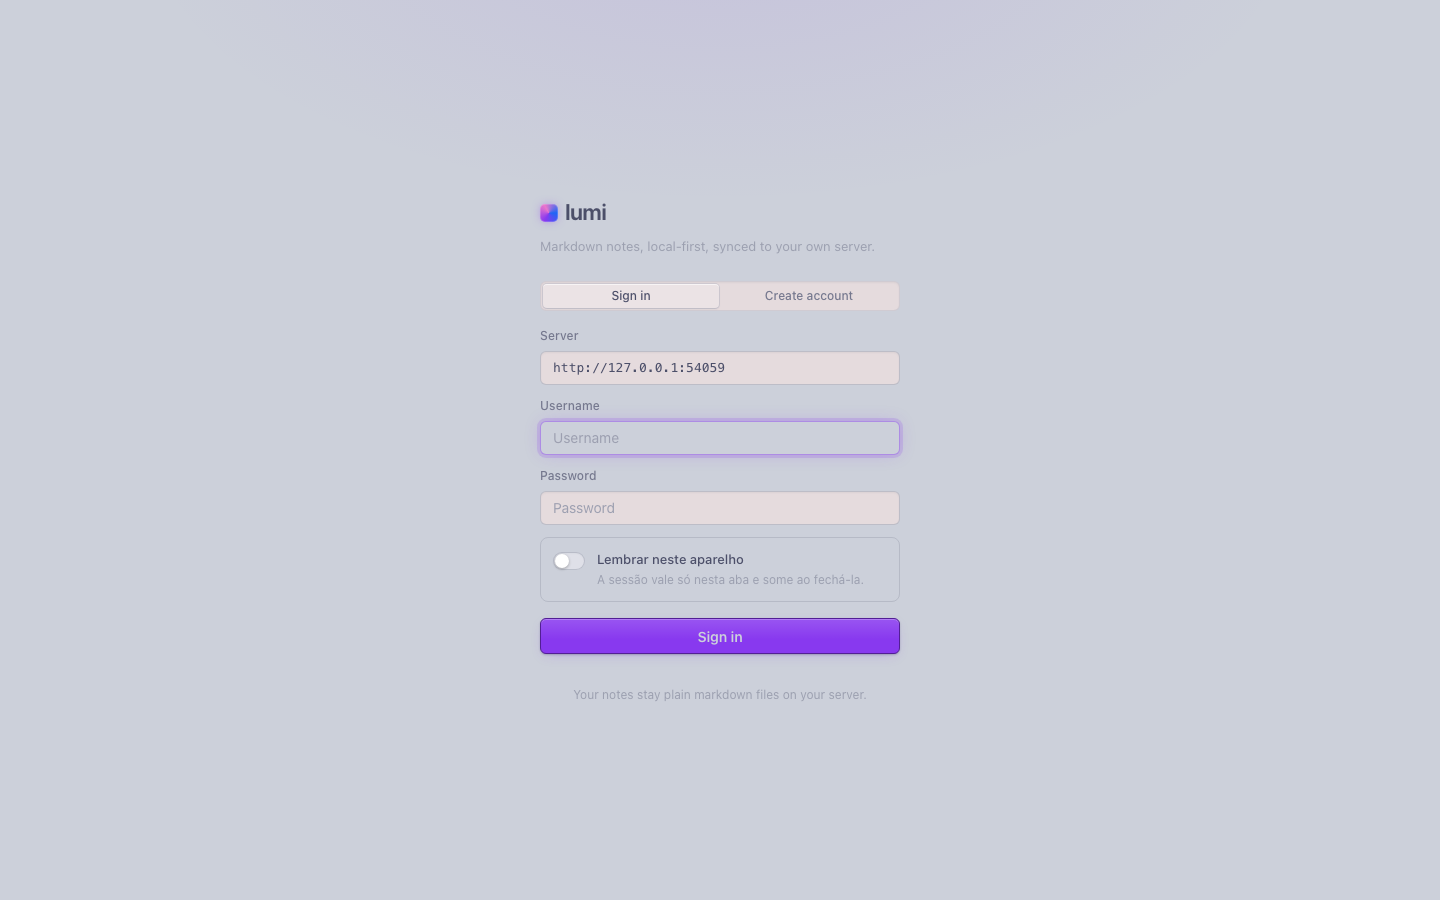 lumi
Markdown notes, local-first, synced to your own server.
Sign in
Create account
Server
http://127.0.0.1:54059
Username
Username
Password
Password
Lembrar neste aparelho
A sessão vale só nesta aba e some ao fechá-la.
Sign in
Your notes stay plain markdown files on your server.